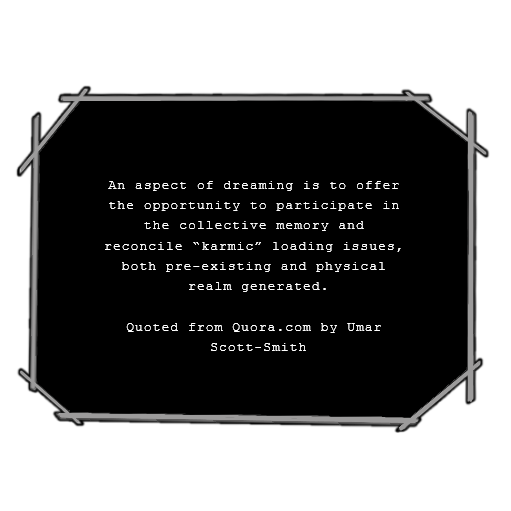 An aspect of dreaming is to offer
the opportunity to participate in
the collective memory and
reconcile “karmic” loading issues,
both pre-existing and physical
realm generated.
Quoted from Quora.com by Umar
Scott-Smith